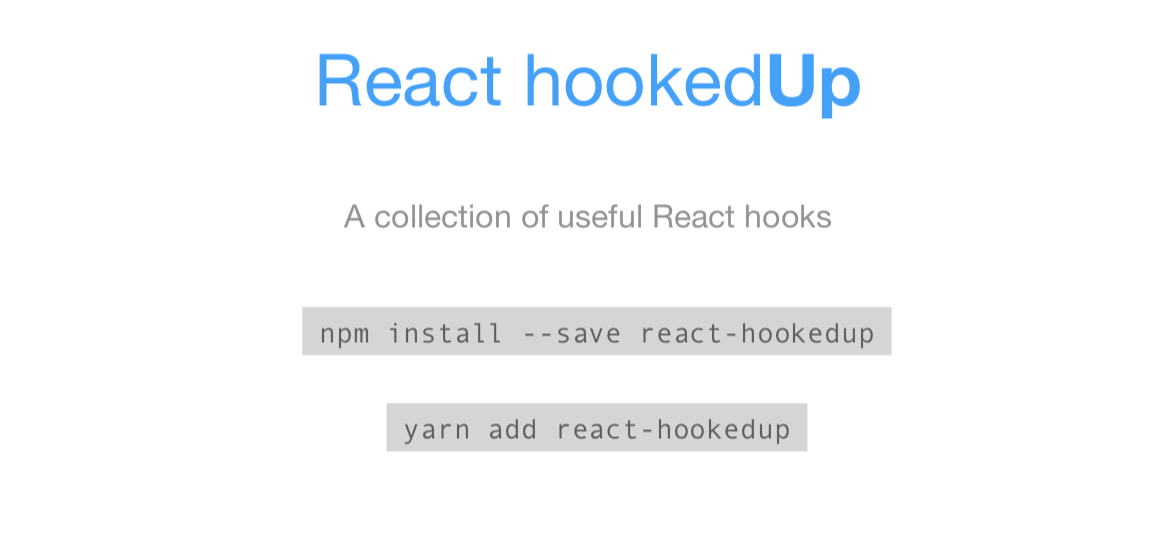 React hookedUp
A collection of useful React hooks
npm install --save react-hookedup
yarn add react-hookedup